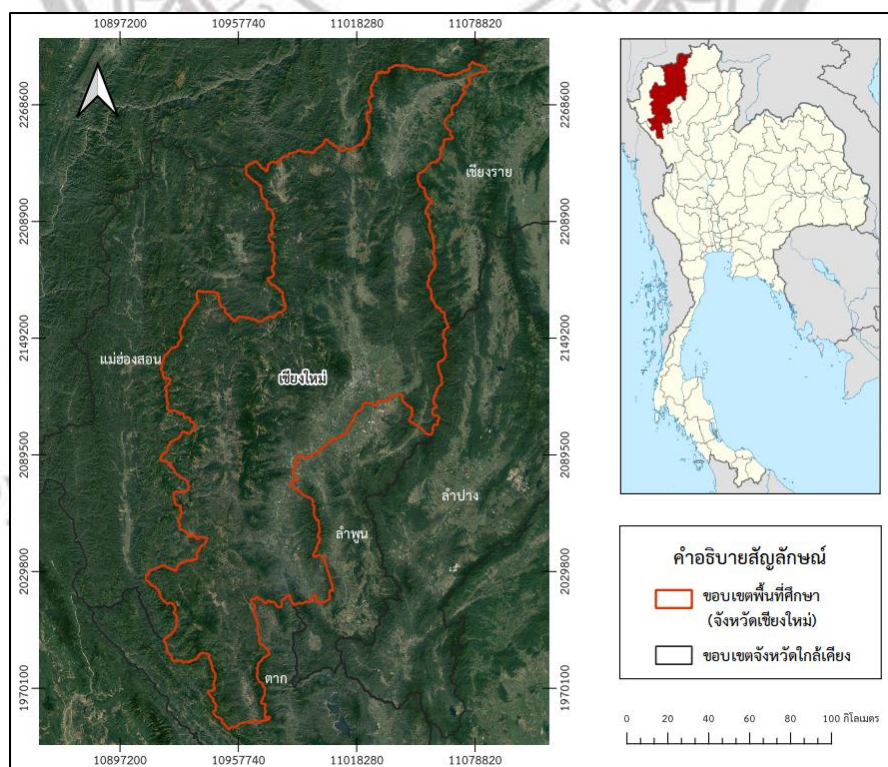 10897200 10957740 11018280 11078820
2268600
2208900
2149200
2089500
2029800
1970100
2268600
2208900
2149200
2089500
2029800
1970100
เชียงราย
แม่ฮ่องสอน
เชียงใหม่
ลำปาง
ลำพูน
ตาก
10897200 10957740 11018280 11078820
คำอธิบายสัญลักษณ์
ขอบเขตพื้นที่ศึกษา
(จังหวัดเชียงใหม่)
ขอบเขตจังหวัดใกล้เคียง
0 20 40 60 80 100 กิโลเมตร